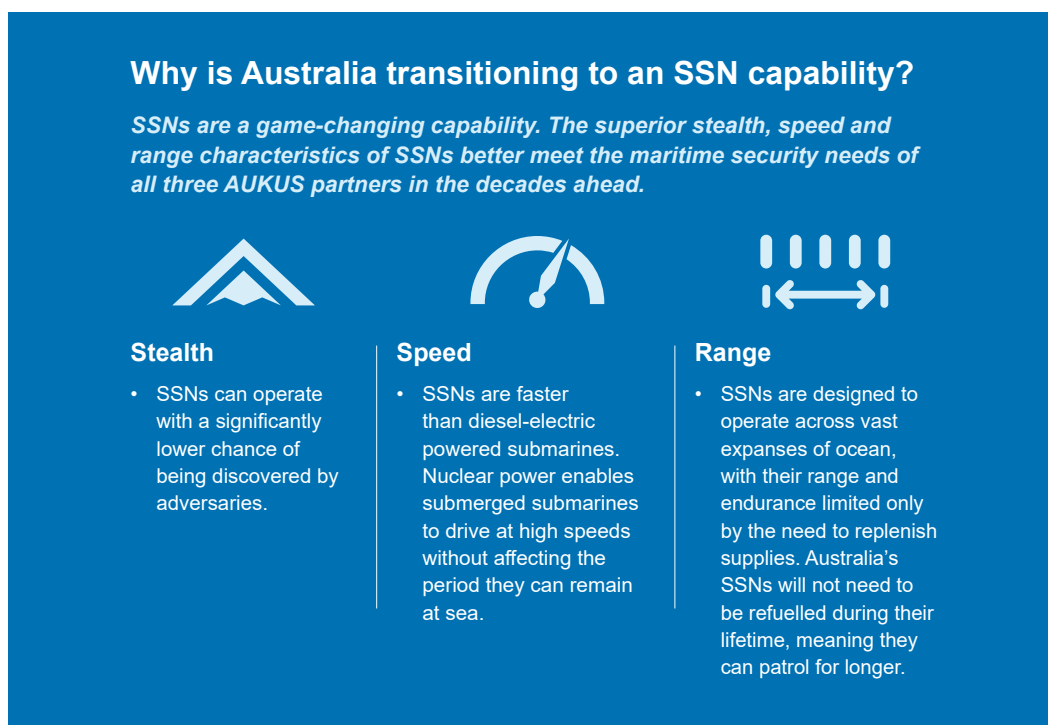 Why is Australia transitioning to an SSN capability?
SSNs are a game-changing capability. The superior stealth, speed and
range characteristics of SSNs better meet the maritime security needs of
all three AUKUS partners in the decades ahead.
Stealth
• SSNs can operate
with a significantly
lower chance of
being discovered by
adversaries.
Speed
• SSNs are faster
than diesel-electric
powered submarines.
Nuclear power enables
submerged submarines
to drive at high speeds
without affecting the
period they can remain
at sea.
Range
• SSNs are designed to
operate across vast
expanses of ocean,
with their range and
endurance limited only
by the need to replenish
supplies. Australia’s
SSNs will not need to
be refuelled during their
lifetime, meaning they
can patrol for longer.